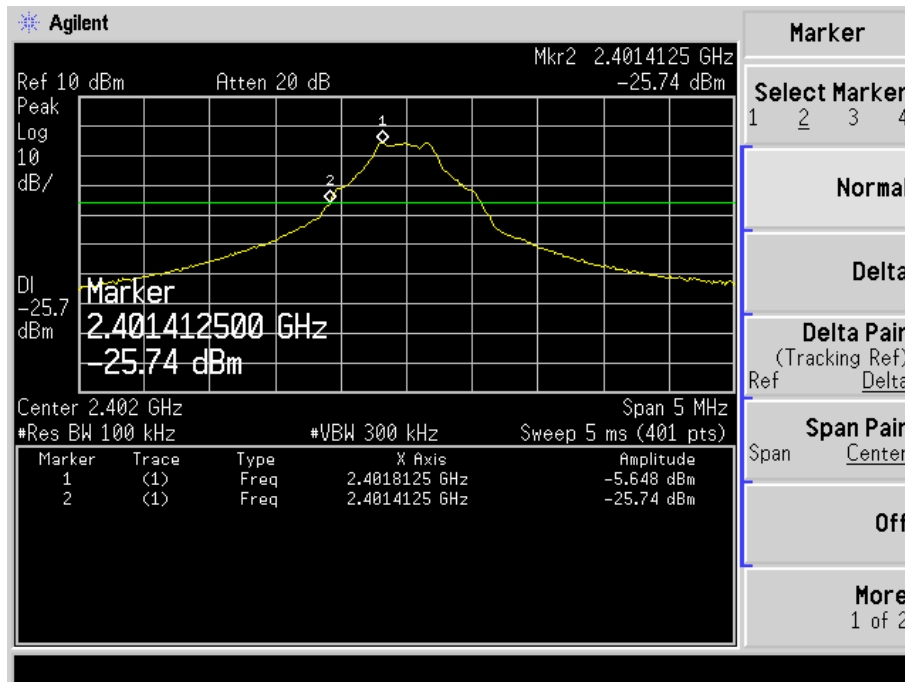 Agilent
Mkr2 2.4014125 GHz
Ref 10 dBm Atten 20 dB -25.74 dBm
Peak
Log
10
dB/
1
2
DI
-25.7
dBm
Marker
2.401412500 GHz
-25.74 dBm
Center 2.402 GHz Span 5 MHz
#Res BW 100 kHz #VBW 300 kHz Sweep 5 ms (401 pts)
Marker Trace Type X Axis Amplitude
1 (1) Freq 2.4018125 GHz -5.648 dBm
2 (1) Freq 2.4014125 GHz -25.74 dBm
Marker
Select Marker
1 2 3 4
Normal
Delta
Delta Pair
(Tracking Ref)
Ref Delta
Span Pair
Span Center
Off
More
1 of 2